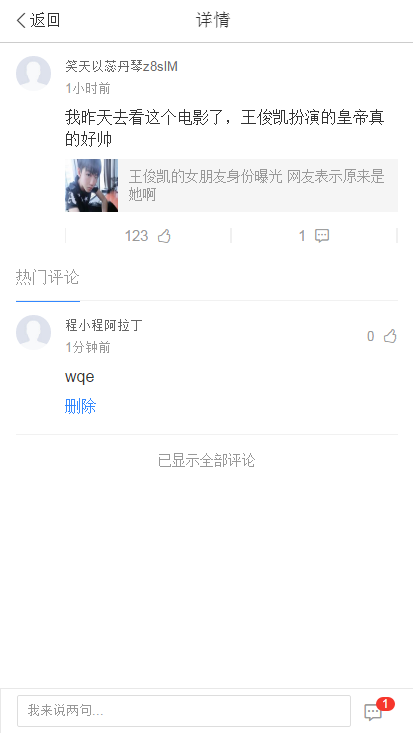 返回
详情
笑天以蕊丹琴z8slM
1小时前
我昨天去看这个电影了，王俊凯扮演的皇帝真
的好帅
王俊凯的女朋友身份曝光 网友表示原来是
她啊
123
1
热门评论
程小程阿拉丁
0
1分钟前
wqe
删除
已显示全部评论
我来说两句...
1